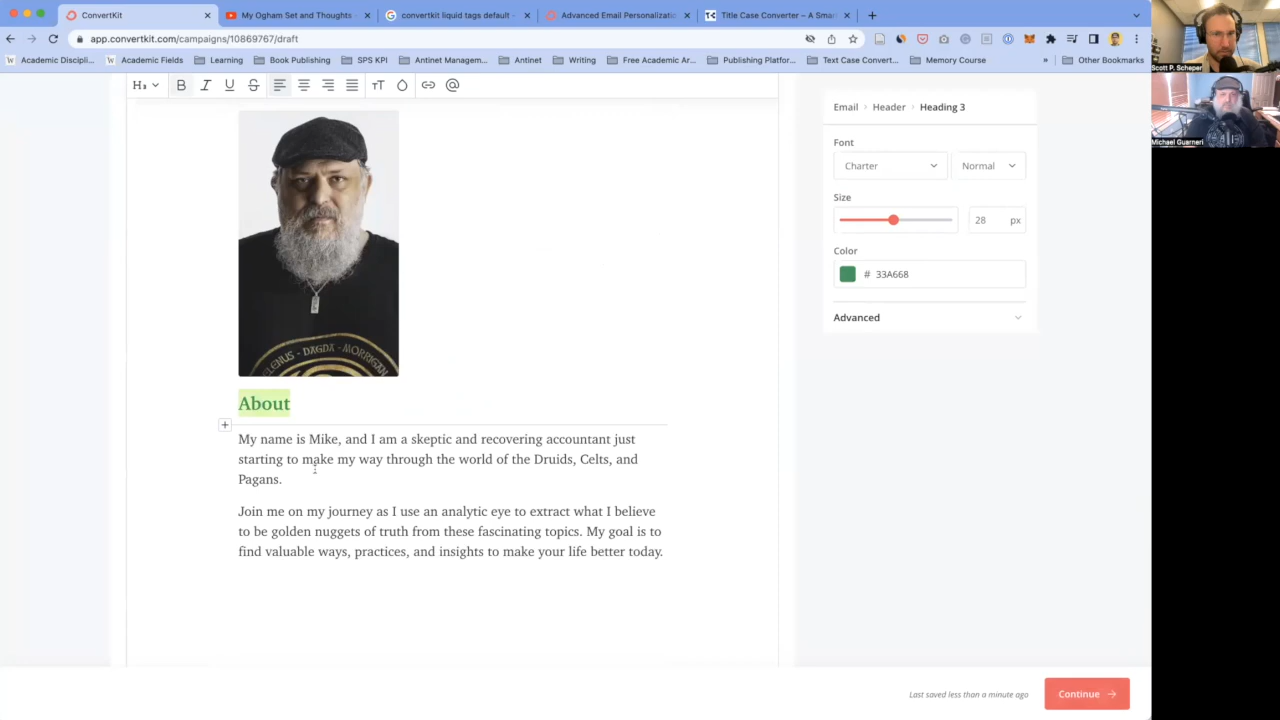 ConvertKit
My Ogham Set and Thoughts -
convertkit liquid tags default -
Advanced Email Personalizatio
Title Case Converter – A Smar
app.convertkit.com/campaigns/10869767/draft
Academic Discipli...
Academic Fields
Learning
Book Publishing
SPS KPI
Antinet Managem...
Antinet
Writing
Free Academic Ar...
Publishing Platfor...
Text Case Convert...
Memory Course
»
Other Bookmarks
H₃
B I U S
TT
Email > Header > Heading 3
Font
Charter
Normal
Size
28 px
Color
# 33A668
Advanced
DAGDA - MORRIGAN
About
My name is Mike, and I am a skeptic and recovering accountant just
starting to make my way through the world of the Druids, Celts, and
Pagans.
Join me on my journey as I use an analytic eye to extract what I believe
to be golden nuggets of truth from these fascinating topics. My goal is to
find valuable ways, practices, and insights to make your life better today.
Last saved less than a minute ago
Continue
Scott P. Scheper
Michael Guarneri